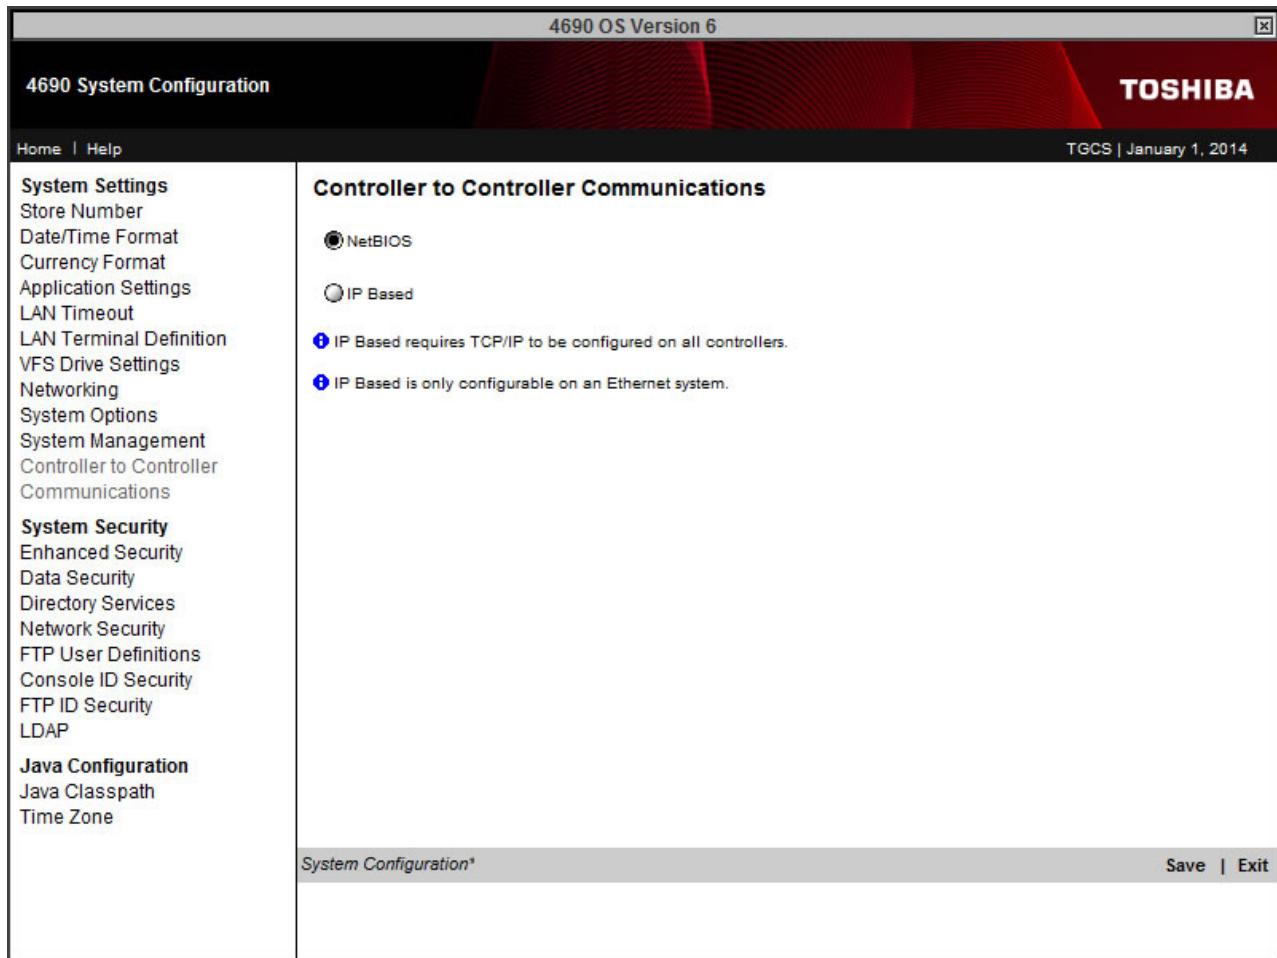 4690 OS Version 6
4690 System Configuration
TOSHIBA
Home | Help
TGCS | January 1, 2014
System Settings
Store Number
Date/Time Format
Currency Format
Application Settings
LAN Timeout
LAN Terminal Definition
VFS Drive Settings
Networking
System Options
System Management
Controller to Controller
Communications
System Security
Enhanced Security
Data Security
Directory Services
Network Security
FTP User Definitions
Console ID Security
FTP ID Security
LDAP
Java Configuration
Java Classpath
Time Zone
Controller to Controller Communications
NetBIOS
IP Based
IP Based requires TCP/IP to be configured on all controllers.
IP Based is only configurable on an Ethernet system.
System Configuration*
Save | Exit